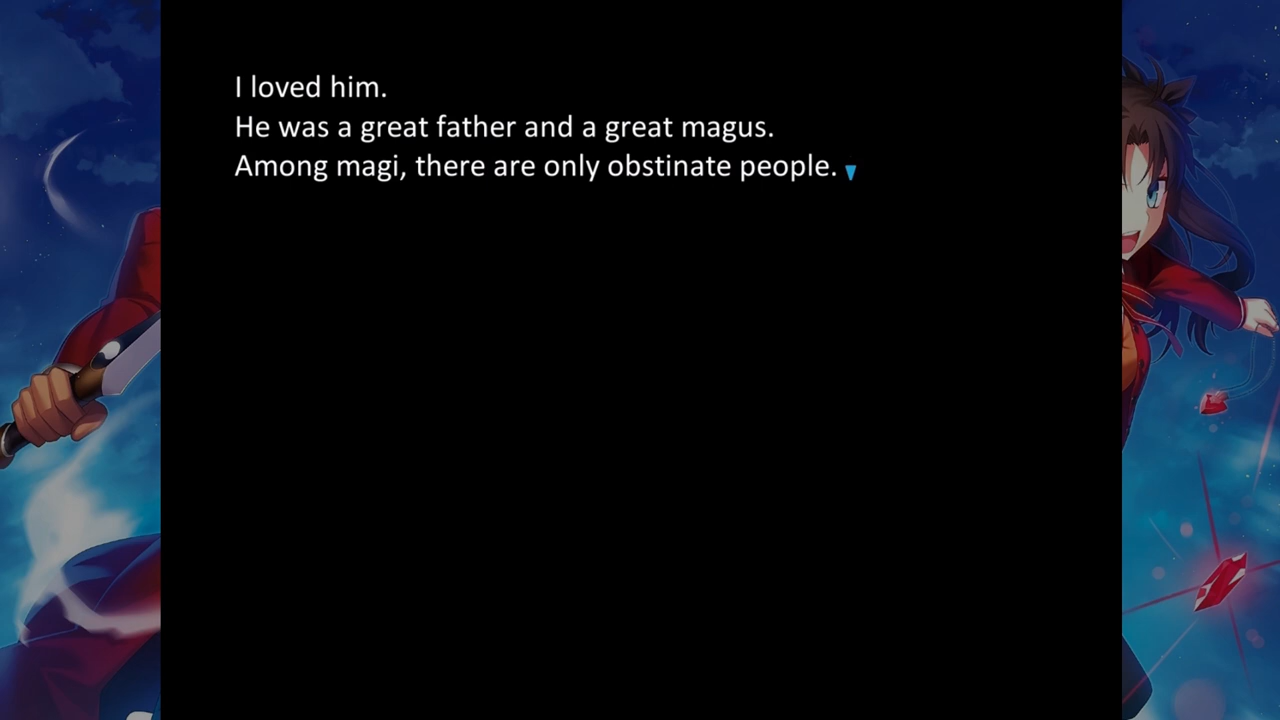 I loved him.
He was a great father and a great magus.
Among magi, there are only obstinate people.